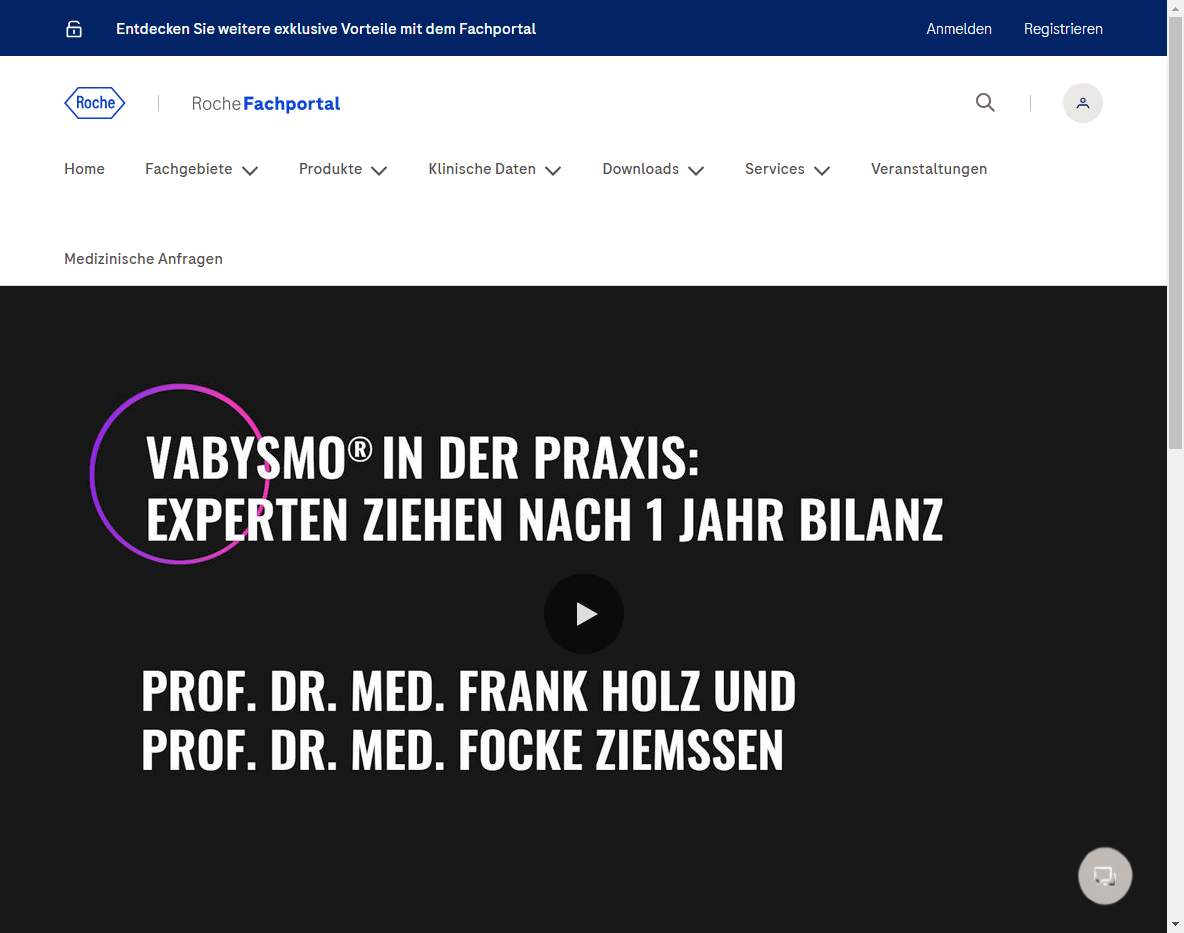 Entdecken Sie weitere exklusive Vorteile mit dem Fachportal
Anmelden
Registrieren
Roche
Roche Fachportal
Home
Fachgebiete
Produkte
Klinische Daten
Downloads
Services
Veranstaltungen
Medizinische Anfragen
VABYSMO® IN DER PRAXIS:
EXPERTEN ZIEHEN NACH 1 JAHR BILANZ
PROF. DR. MED. FRANK HOLZ UND
PROF. DR. MED. FOCKE ZIEMSSEN